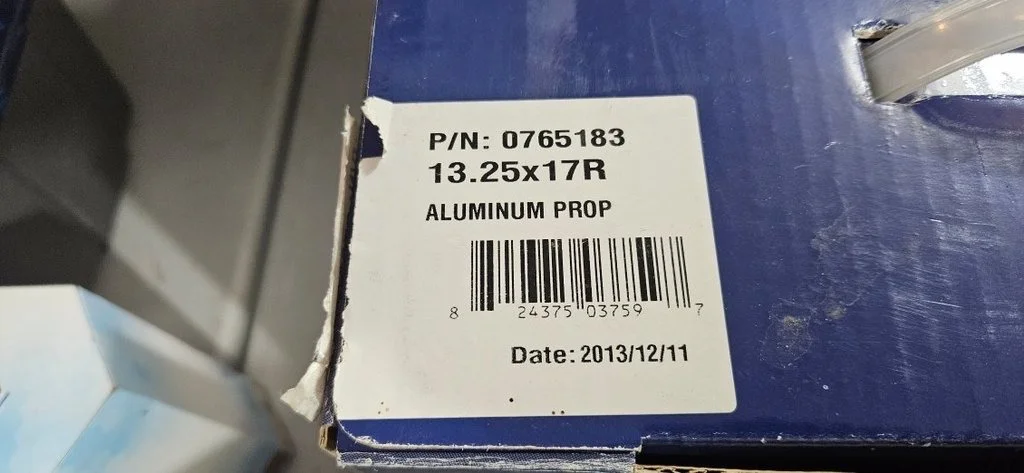 P/N: 0765183
13.25x17R
ALUMINUM PROP
8 24375 03759 7
Date: 2013/12/11